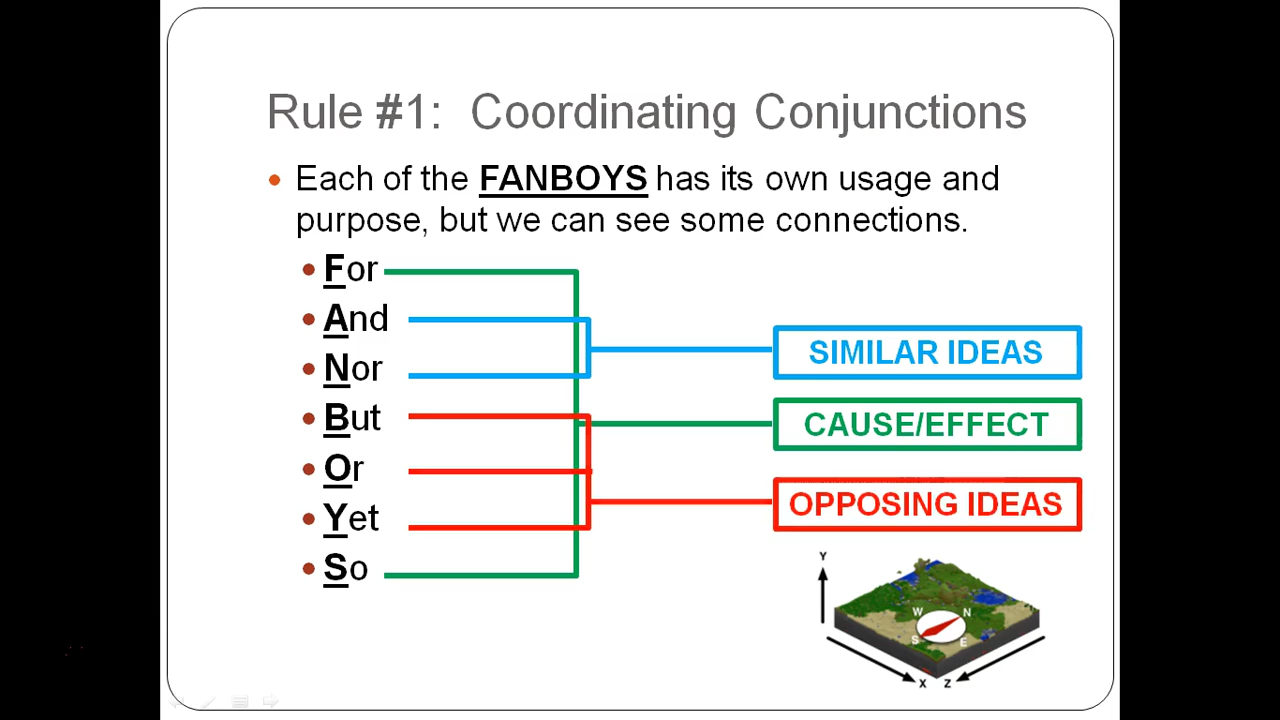 Rule #1: Coordinating Conjunctions
Each of the FANBOYS has its own usage and
purpose, but we can see some connections.
For
And
Nor
But
Or
Yet
So
SIMILAR IDEAS
CAUSE/EFFECT
OPPOSING IDEAS
Y
W N
S E
X Z